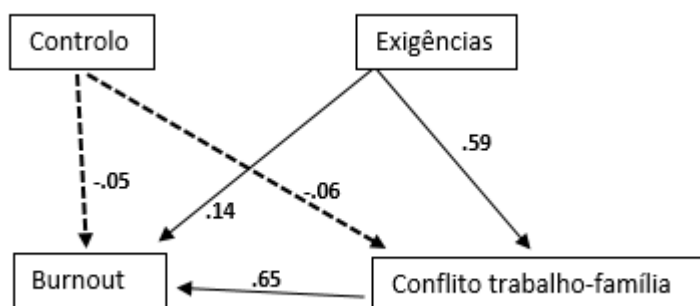 Controlo
Exigências
.59
-.05
-.06
.14
Burnout
.65
Conflito trabalho-família